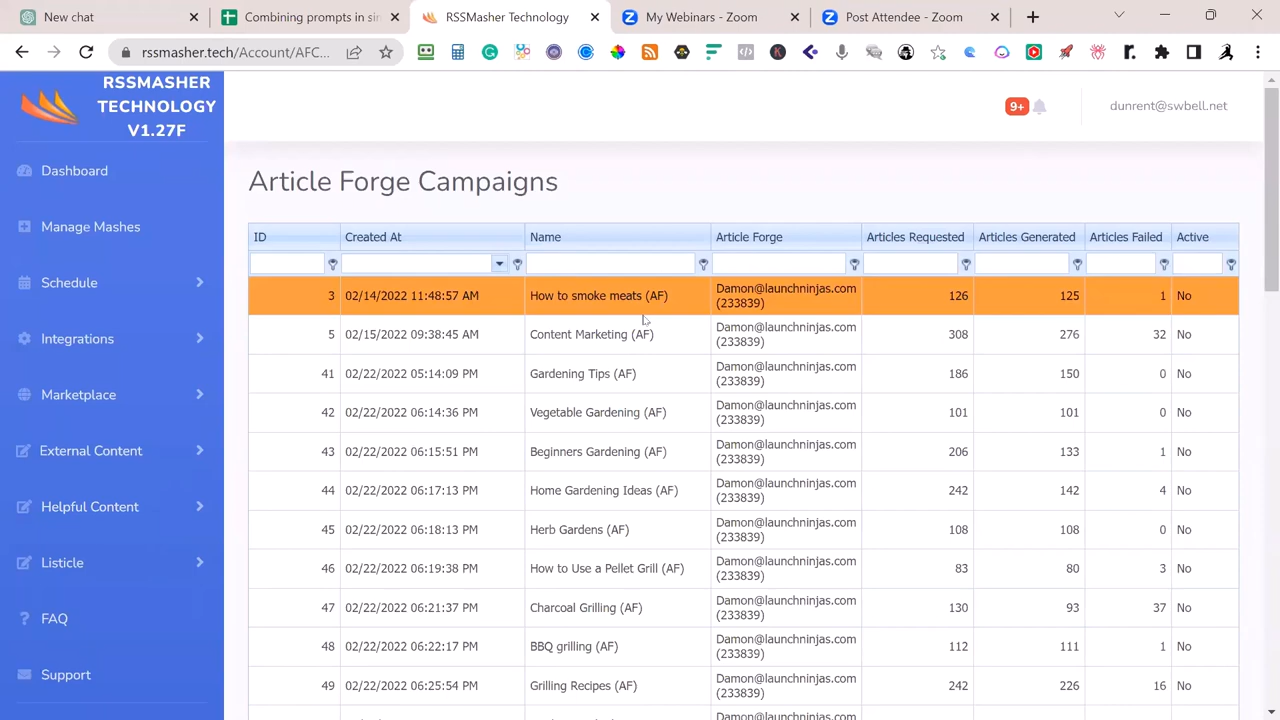 New chat
Combining prompts in sin
RSSMasher Technology
My Webinars - Zoom
Post Attendee - Zoom
rssmasher.tech/Account/AFC...
RSSMASHER
TECHNOLOGY
V1.27F
9+
dunrent@swbell.net
Dashboard
Manage Mashes
Schedule
Integrations
Marketplace
External Content
Helpful Content
Listicle
FAQ
Support
Article Forge Campaigns
ID Created At Name Article Forge Articles Requested Articles Generated Articles Failed Active
3 02/14/2022 11:48:57 AM How to smoke meats (AF) Damon@launchninjas.com (233839) 126 125 1 No
5 02/15/2022 09:38:45 AM Content Marketing (AF) Damon@launchninjas.com (233839) 308 276 32 No
41 02/22/2022 05:14:09 PM Gardening Tips (AF) Damon@launchninjas.com (233839) 186 150 0 No
42 02/22/2022 06:14:36 PM Vegetable Gardening (AF) Damon@launchninjas.com (233839) 101 101 0 No
43 02/22/2022 06:15:51 PM Beginners Gardening (AF) Damon@launchninjas.com (233839) 206 133 1 No
44 02/22/2022 06:17:13 PM Home Gardening Ideas (AF) Damon@launchninjas.com (233839) 242 142 4 No
45 02/22/2022 06:18:13 PM Herb Gardens (AF) Damon@launchninjas.com (233839) 108 108 0 No
46 02/22/2022 06:19:38 PM How to Use a Pellet Grill (AF) Damon@launchninjas.com (233839) 83 80 3 No
47 02/22/2022 06:21:37 PM Charcoal Grilling (AF) Damon@launchninjas.com (233839) 130 93 37 No
48 02/22/2022 06:22:17 PM BBQ grilling (AF) Damon@launchninjas.com (233839) 112 111 1 No
49 02/22/2022 06:25:54 PM Grilling Recipes (AF) Damon@launchninjas.com (233839) 242 226 16 No
Damon@launchninjas.com